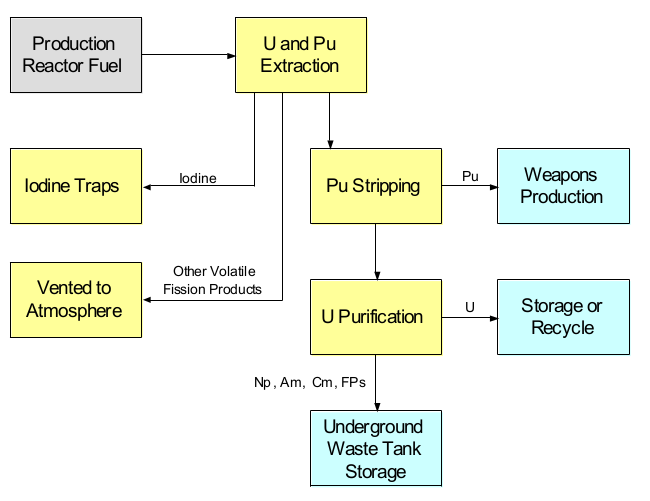 Production
Reactor Fuel
U and Pu
Extraction
Iodine Traps
Iodine
Pu Stripping
Pu
Weapons
Production
Vented to
Atmosphere
Other Volatile
Fission Products
U Purification
U
Storage or
Recycle
Np, Am, Cm, FPs
Underground
Waste Tank
Storage